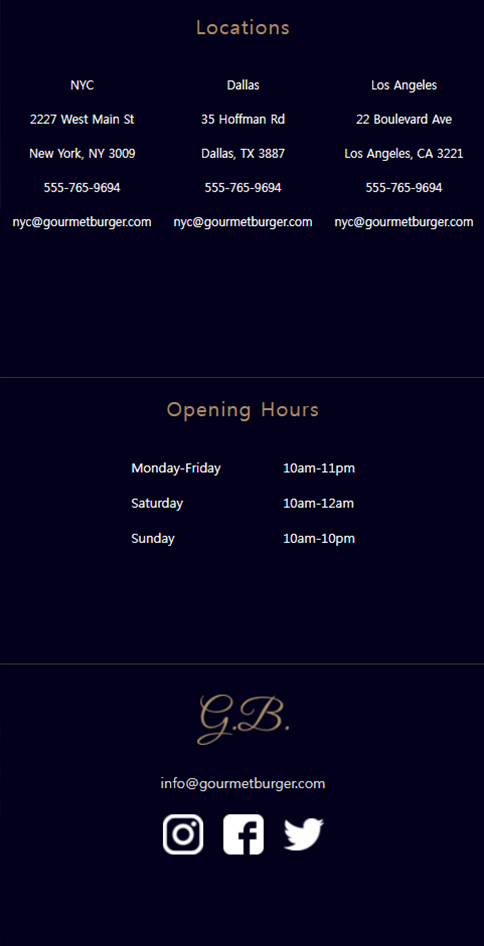 Locations
NYC
2227 West Main St
New York, NY 3009
555-765-9694
nyc@gourmetburger.com
Dallas
35 Hoffman Rd
Dallas, TX 3887
555-765-9694
nyc@gourmetburger.com
Los Angeles
22 Boulevard Ave
Los Angeles, CA 3221
555-765-9694
nyc@gourmetburger.com
Opening Hours
Monday-Friday 10am-11pm
Saturday 10am-12am
Sunday 10am-10pm
G.B.
info@gourmetburger.com